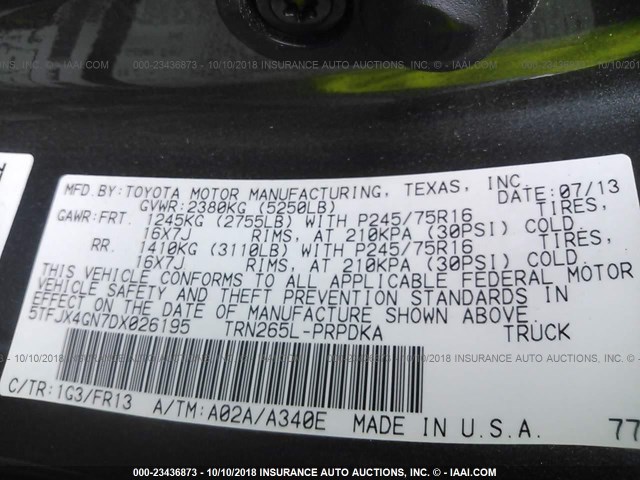 000-23436873 - 10/10/2018 INSURANCE AUTO AUCTIONS, INC. - © IAAI.COM
MFD.BY:TOYOTA MOTOR MANUFACTURING, TEXAS, INC.
GVWR:2380KG (5250LB) DATE:07/13
GAWR:FRT. 1245KG (2755LB) WITH P245/75R16 TIRES,
16X7J RIMS, AT 210KPA (30PSI) COLD.
RR. 1410KG (3110LB) WITH P245/75R16 TIRES,
16X7J RIMS, AT 210KPA (30PSI) COLD.
THIS VEHICLE CONFORMS TO ALL APPLICABLE FEDERAL MOTOR
VEHICLE SAFETY AND THEFT PREVENTION STANDARDS IN
EFFECT ON THE DATE OF MANUFACTURE SHOWN ABOVE.
5TFJX4GN7DX026195 TRN265L-PRPDKA TRUCK
C/TR:1G3/FR13 A/TM:A02A/A340E MADE IN U.S.A. 77
000-23436873 - 10/10/2018 INSURANCE AUTO AUCTIONS, INC. - © IAAI.COM